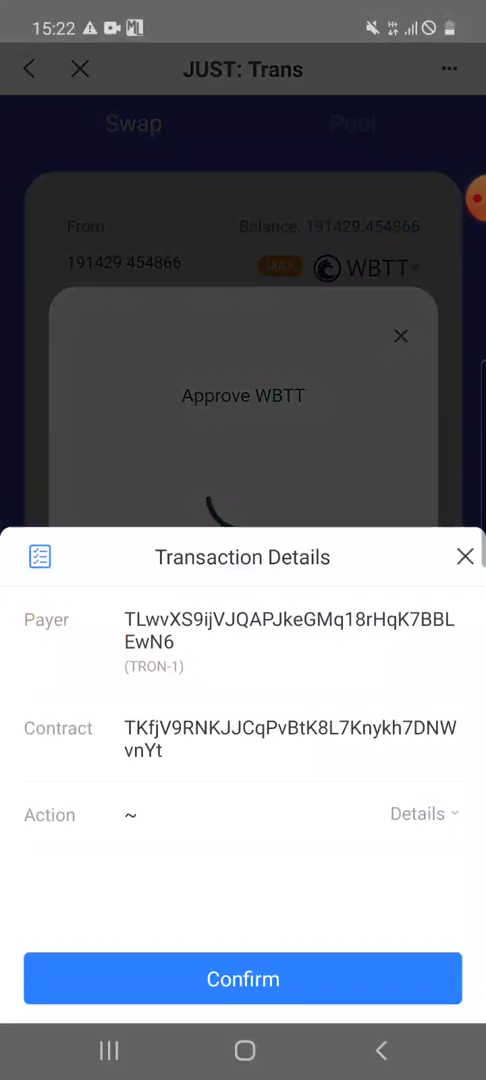 15:22
JUST: Trans
Swap Pool
From Balance: 191429.454866
191429.454866 MAX WBTT
Approve WBTT
Transaction Details
Payer TLwvXS9ijVJQAPJkeGMq18rHqK7BBL
EwN6
(TRON-1)
Contract TKfjV9RNKJJCqPvBtK8L7Knykh7DNW
vnYt
Action ~ Details
Confirm